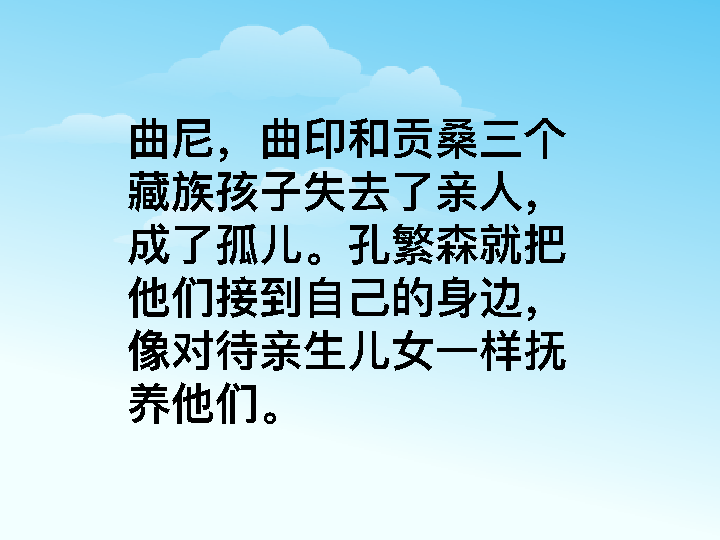 曲尼，曲印和贡桑三个
藏族孩子失去了亲人，
成了孤儿。孔繁森就把
他们接到自己的身边，
像对待亲生儿女一样抚
养他们。